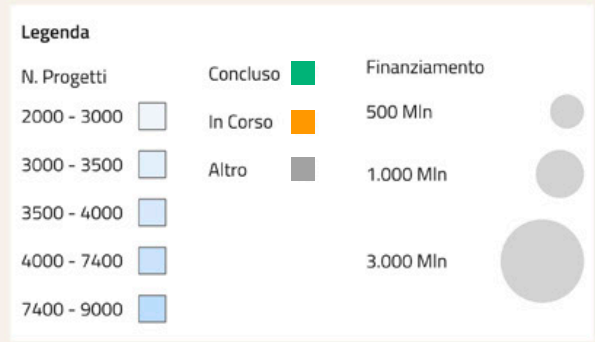 Legenda
N. Progetti
2000 - 3000
3000 - 3500
3500 - 4000
4000 - 7400
7400 - 9000
Concluso
In Corso
Altro
Finanziamento
500 Mln
1.000 Mln
3.000 Mln